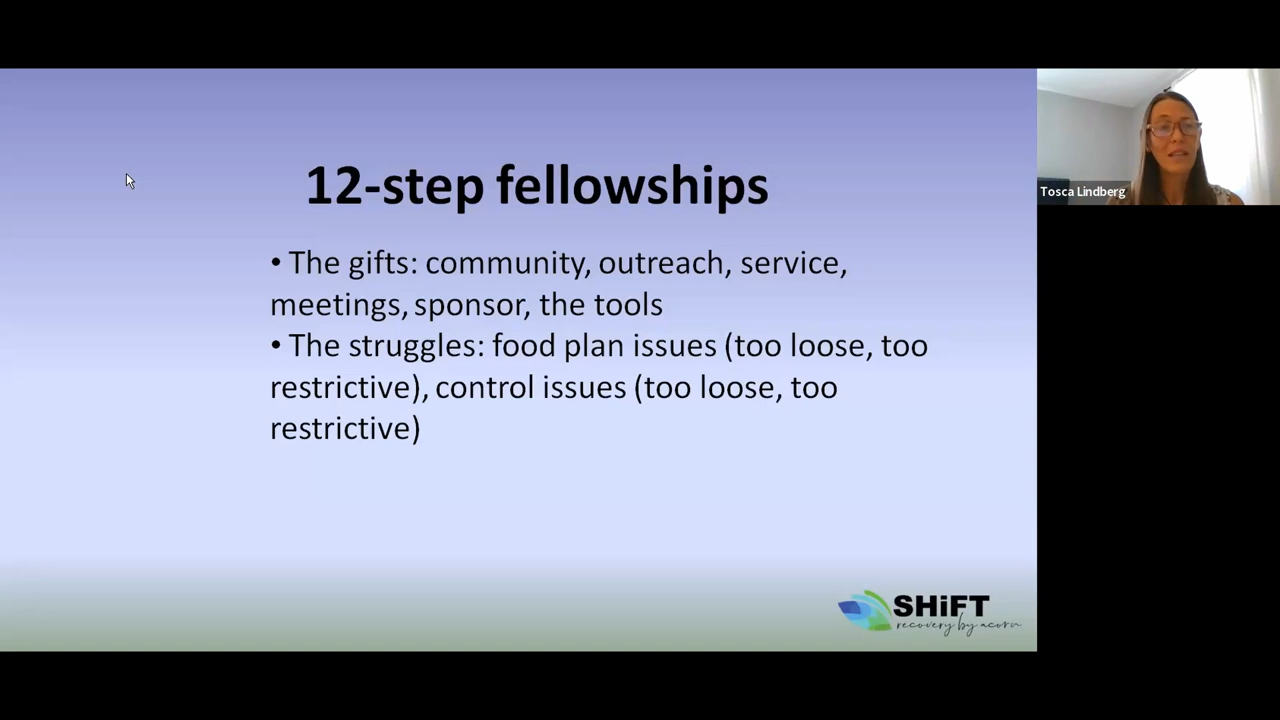 12-step fellowships
• The gifts: community, outreach, service,
meetings, sponsor, the tools
• The struggles: food plan issues (too loose, too
restrictive), control issues (too loose, too
restrictive)
Tosca Lindberg
SHiFT
recovery by acorn